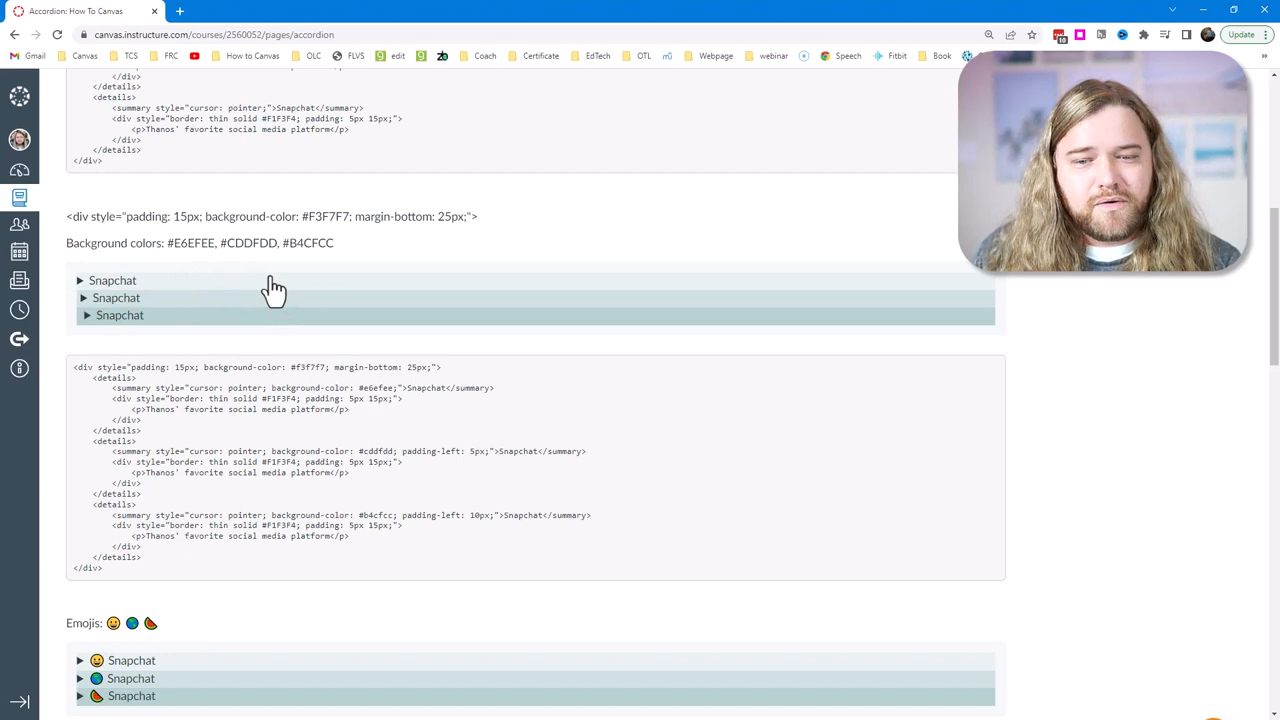 Accordion: How To Canvas
canvas.instructure.com/courses/2560052/pages/accordion
10
Update
Gmail Canvas TCS FRC How to Canvas OLC FLVS edit Coach Certificate EdTech OTL Webpage webinar Speech Fitbit Book
</div>
</details>
<details>
<summary style="cursor: pointer;">Snapchat</summary>
<div style="border: thin solid #F1F3F4; padding: 5px 15px;">
<p>Thanos' favorite social media platform</p>
</div>
</details>
</div>
<div style="padding: 15px; background-color: #F3F7F7; margin-bottom: 25px;">
Background colors: #E6EFEE, #CDDFDD, #B4CFCC
Snapchat
Snapchat
Snapchat
<div style="padding: 15px; background-color: #f3f7f7; margin-bottom: 25px;">
<details>
<summary style="cursor: pointer; background-color: #e6efee;">Snapchat</summary>
<div style="border: thin solid #F1F3F4; padding: 5px 15px;">
<p>Thanos' favorite social media platform</p>
</div>
</details>
<details>
<summary style="cursor: pointer; background-color: #cddfdd; padding-left: 5px;">Snapchat</summary>
<div style="border: thin solid #F1F3F4; padding: 5px 15px;">
<p>Thanos' favorite social media platform</p>
</div>
</details>
<details>
<summary style="cursor: pointer; background-color: #b4cfcc; padding-left: 10px;">Snapchat</summary>
<div style="border: thin solid #F1F3F4; padding: 5px 15px;">
<p>Thanos' favorite social media platform</p>
</div>
</details>
</div>
Emojis: 😀 🌎 🍉
😀 Snapchat
🌎 Snapchat
🍉 Snapchat